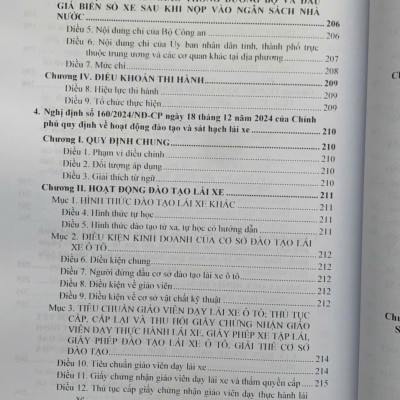 GIÁ BIỂN SỐ XE SAU KHI NỘP VÀO NGÂN SÁCH NHÀ
NƯỚC 206
Điều 5. Nội dung chi của Bộ Công an 206
Điều 6. Nội dung chi của Ủy ban nhân dân tỉnh, thành phố trực
thuộc trung ương và các cơ quan khác tại địa phương 207
Điều 7. Mức chi 208
Chương IV. ĐIỀU KHOẢN THI HÀNH 209
Điều 8. Hiệu lực thi hành 209
Điều 9. Tổ chức thực hiện 209
4. Nghị định số 160/2024/NĐ-CP ngày 18 tháng 12 năm 2024 của Chính
phủ quy định về hoạt động đào tạo và sát hạch lái xe 210
Chương I. QUY ĐỊNH CHUNG 210
Điều 1. Phạm vi điều chỉnh 210
Điều 2. Đối tượng áp dụng 210
Điều 3. Giải thích từ ngữ 210
Chương II. HOẠT ĐỘNG ĐÀO TẠO LÁI XE 211
Mục 1. HÌNH THỨC ĐÀO TẠO LÁI XE KHÁC 211
Điều 4. Hình thức tự học 211
Điều 5. Hình thức đào tạo từ xa, tự học có hướng dẫn 211
Mục 2. ĐIỀU KIỆN KINH DOANH CỦA CƠ SỞ ĐÀO TẠO LÁI
XE Ô TÔ 212
Điều 6. Điều kiện chung 212
Điều 7. Người đứng đầu cơ sở đào tạo lái xe ô tô 212
Điều 8. Điều kiện về giáo viên 212
Điều 9. Điều kiện về cơ sở vật chất kỹ thuật 212
Mục 3. TIÊU CHUẨN GIÁO VIÊN DẠY LÁI XE Ô TÔ; THỦ TỤC
CẤP, CẤP LẠI VÀ THU HỒI GIẤY CHỨNG NHẬN GIÁO
VIÊN DẠY THỰC HÀNH LÁI XE, GIẤY PHÉP XE TẬP LÁI,
GIẤY PHÉP ĐÀO TẠO LÁI XE Ô TÔ, GIẢI THỂ CƠ SỞ
ĐÀO TẠO 214
Điều 10. Tiêu chuẩn giáo viên dạy lái xe 214
Điều 11. Giấy chứng nhận giáo viên dạy lái xe và thẩm quyền cấp 215
Điều 12. Thủ tục cấp giấy chứng nhận giáo viên dạy thực hành lái
Chư
S